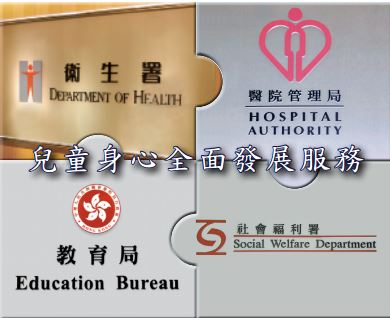 衞生署
DEPARTMENT OF HEALTH
醫院管理局
HOSPITAL
AUTHORITY
兒童身心全面發展服務
教育局
Education Bureau
社會福利署
Social Welfare Department